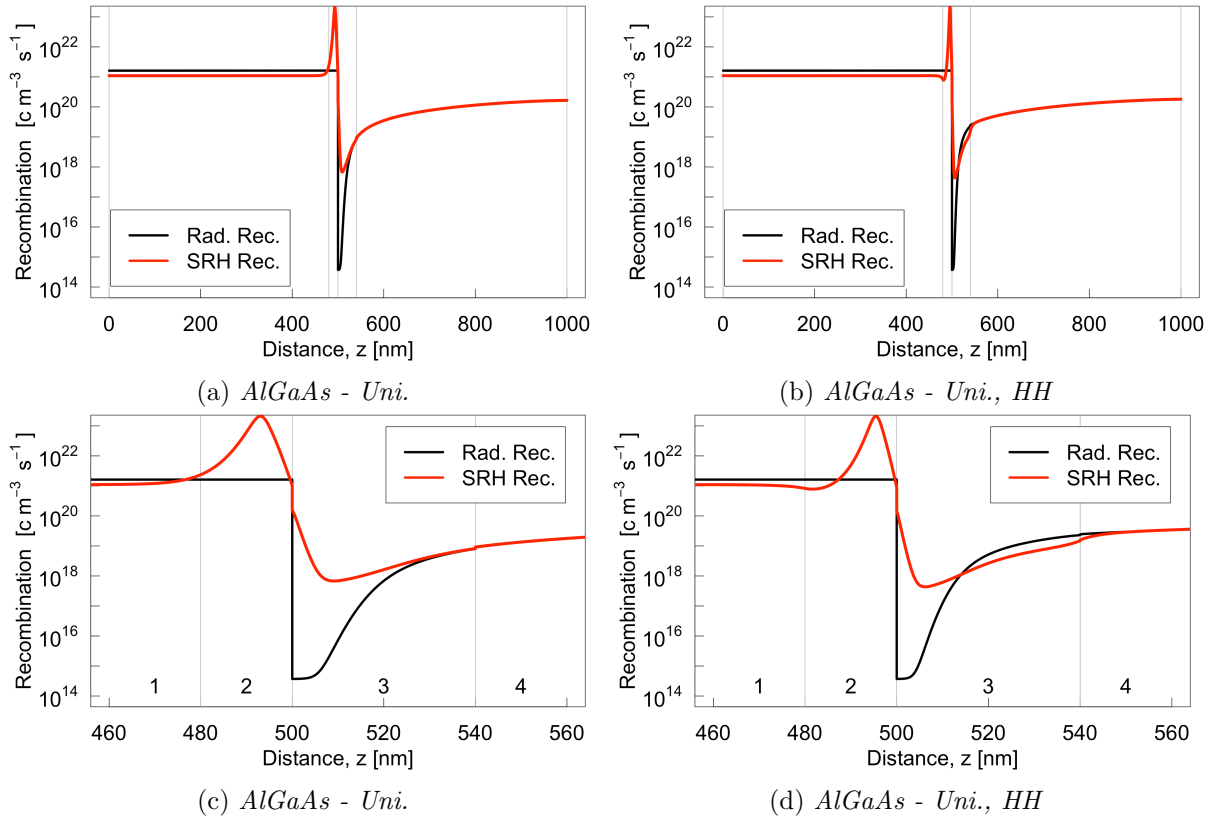 Recombination [c m⁻³ s⁻¹]
10²²
10²⁰
10¹⁸
10¹⁶
10¹⁴
Rad. Rec.
SRH Rec.
0 200 400 600 800 1000
Distance, z [nm]
(a) AlGaAs - Uni.
Recombination [c m⁻³ s⁻¹]
10²²
10²⁰
10¹⁸
10¹⁶
10¹⁴
Rad. Rec.
SRH Rec.
0 200 400 600 800 1000
Distance, z [nm]
(b) AlGaAs - Uni., HH
Recombination [c m⁻³ s⁻¹]
10²²
10²⁰
10¹⁸
10¹⁶
10¹⁴
Rad. Rec.
SRH Rec.
1 2 3 4
460 480 500 520 540 560
Distance, z [nm]
(c) AlGaAs - Uni.
Recombination [c m⁻³ s⁻¹]
10²²
10²⁰
10¹⁸
10¹⁶
10¹⁴
Rad. Rec.
SRH Rec.
1 2 3 4
460 480 500 520 540 560
Distance, z [nm]
(d) AlGaAs - Uni., HH